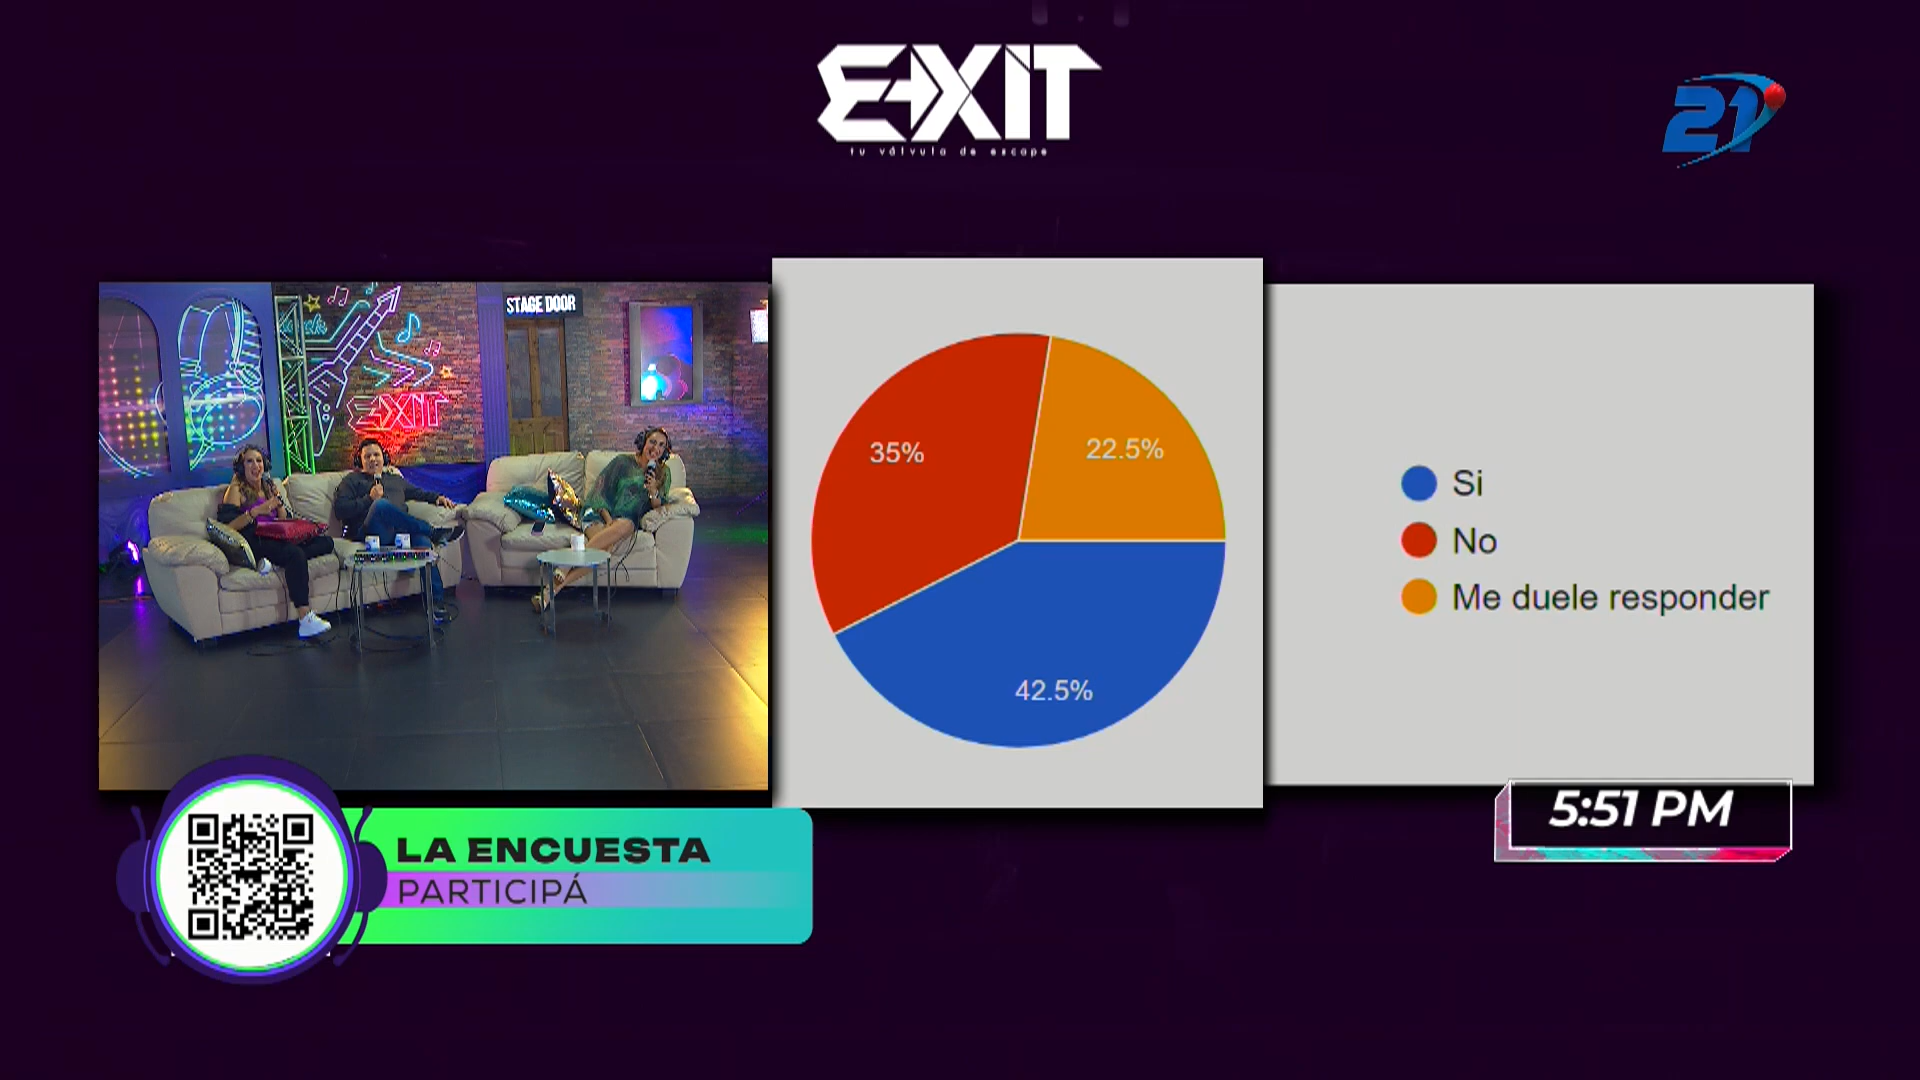 EXIT
tu válvula de escape
21
STAGE DOOR
EXIT
35%
22.5%
42.5%
Si
No
Me duele responder
5:51 PM
LA ENCUESTA
PARTICIPÁ